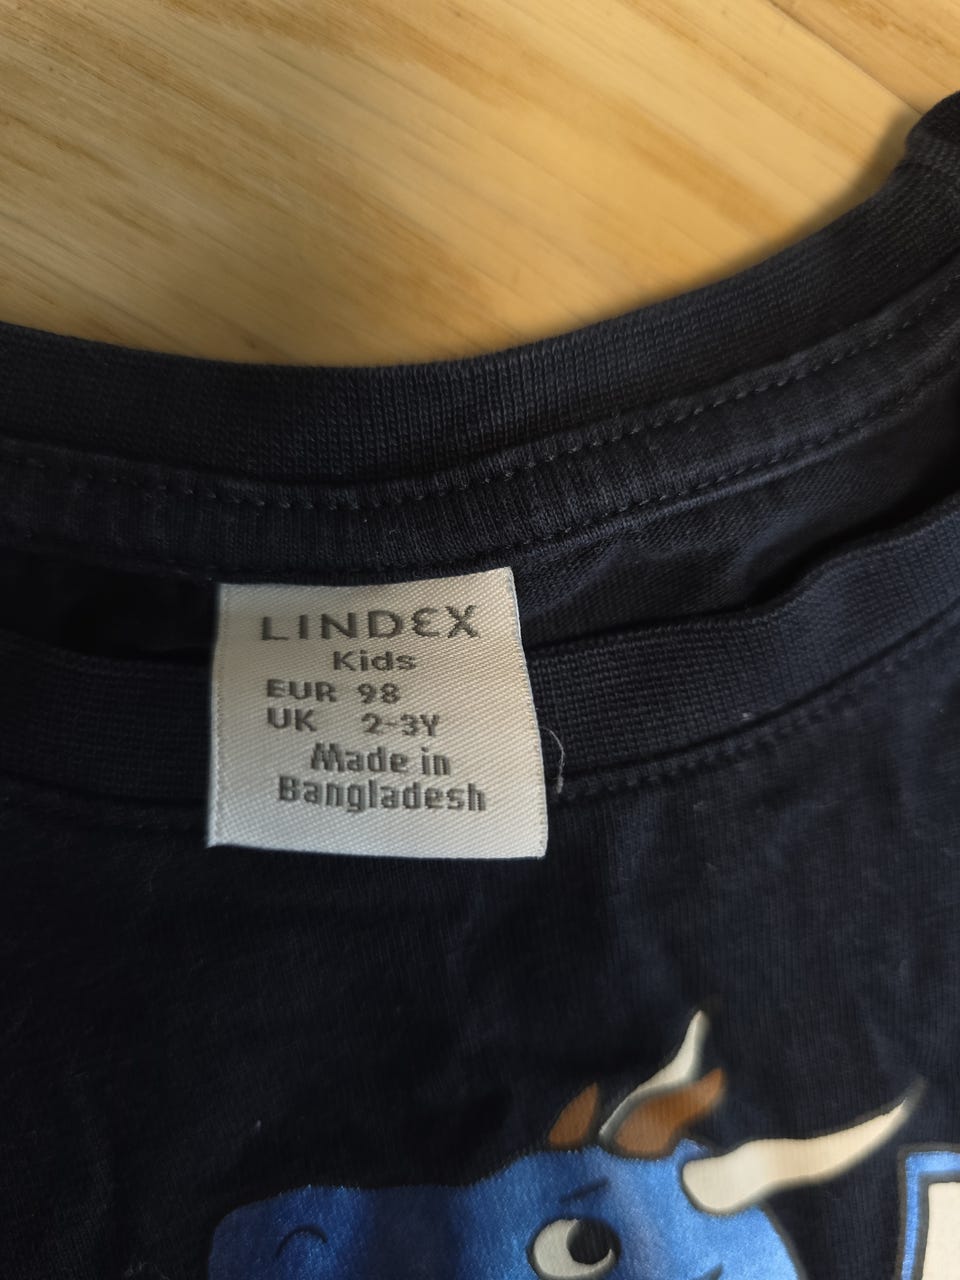 LINDEX
Kids
EUR 98
UK 2-3Y
Made in
Bangladesh